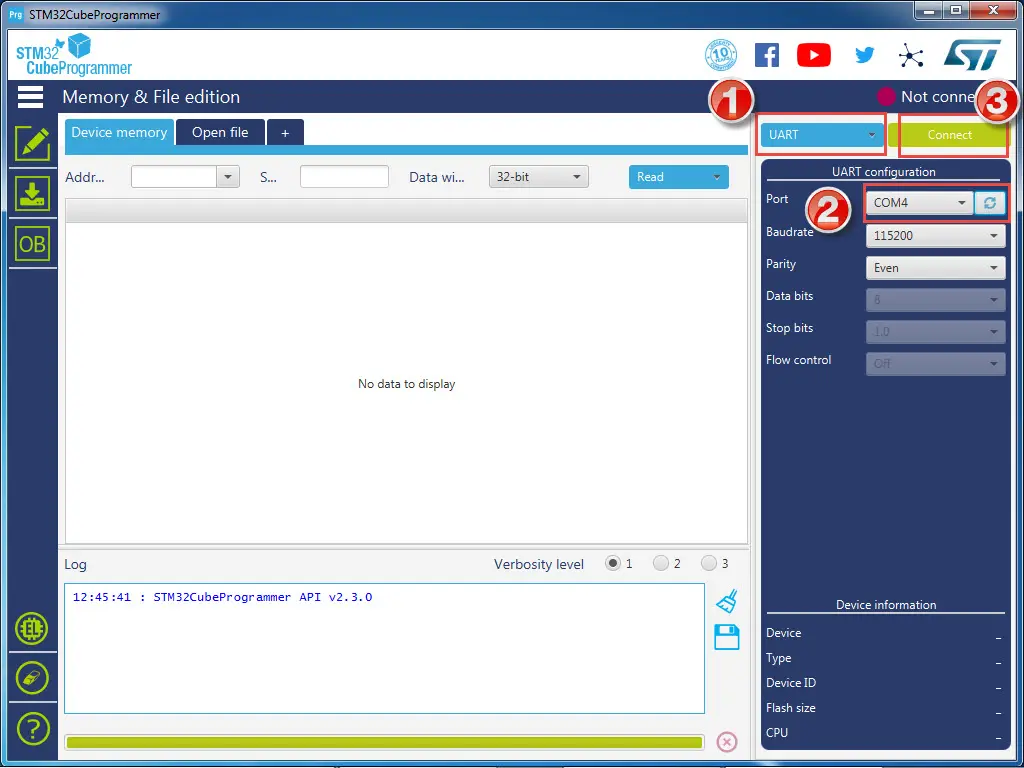 Prg STM32CubeProgrammer
STM32
CubeProgrammer
10
Memory & File edition
1
Not conne
3
Device memory
Open file
+
UART
Connect
Addr...
S...
Data wi...
32-bit
Read
UART configuration
Port
2
COM4
Baudrate
115200
Parity
Even
Data bits
8
Stop bits
1.0
Flow control
Off
OB
No data to display
Log
Verbosity level
1
2
3
12:45:41 : STM32CubeProgrammer API v2.3.0
Device information
Device
-
Type
-
Device ID
-
Flash size
-
CPU
-
EL
?